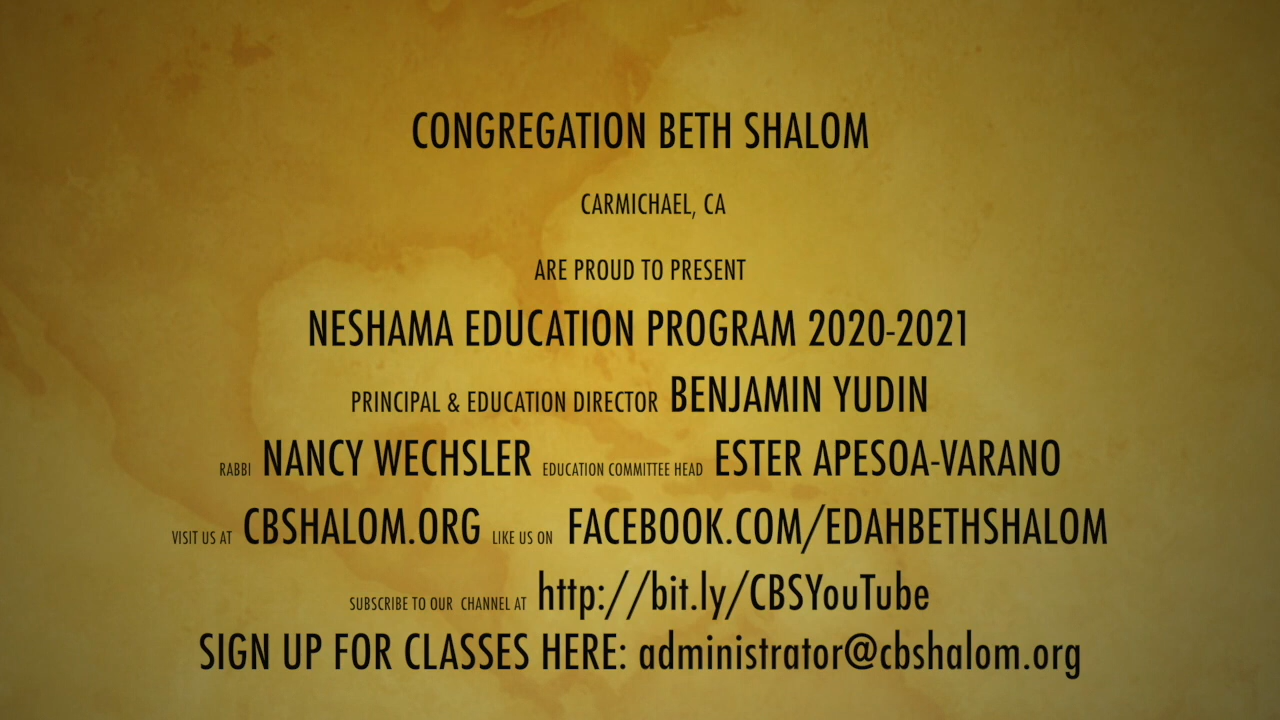 CONGREGATION BETH SHALOM
CARMICHAEL, CA
ARE PROUD TO PRESENT
NESHAMA EDUCATION PROGRAM 2020-2021
PRINCIPAL & EDUCATION DIRECTOR BENJAMIN YUDIN
RABBI NANCY WECHSLER EDUCATION COMMITTEE HEAD ESTER APESOA-VARANO
VISIT US AT CBSHALOM.ORG LIKE US ON FACEBOOK.COM/EDAHBETHSHALOM
SUBSCRIBE TO OUR CHANNEL AT http://bit.ly/CBSYouTube
SIGN UP FOR CLASSES HERE: administrator@cbshalom.org